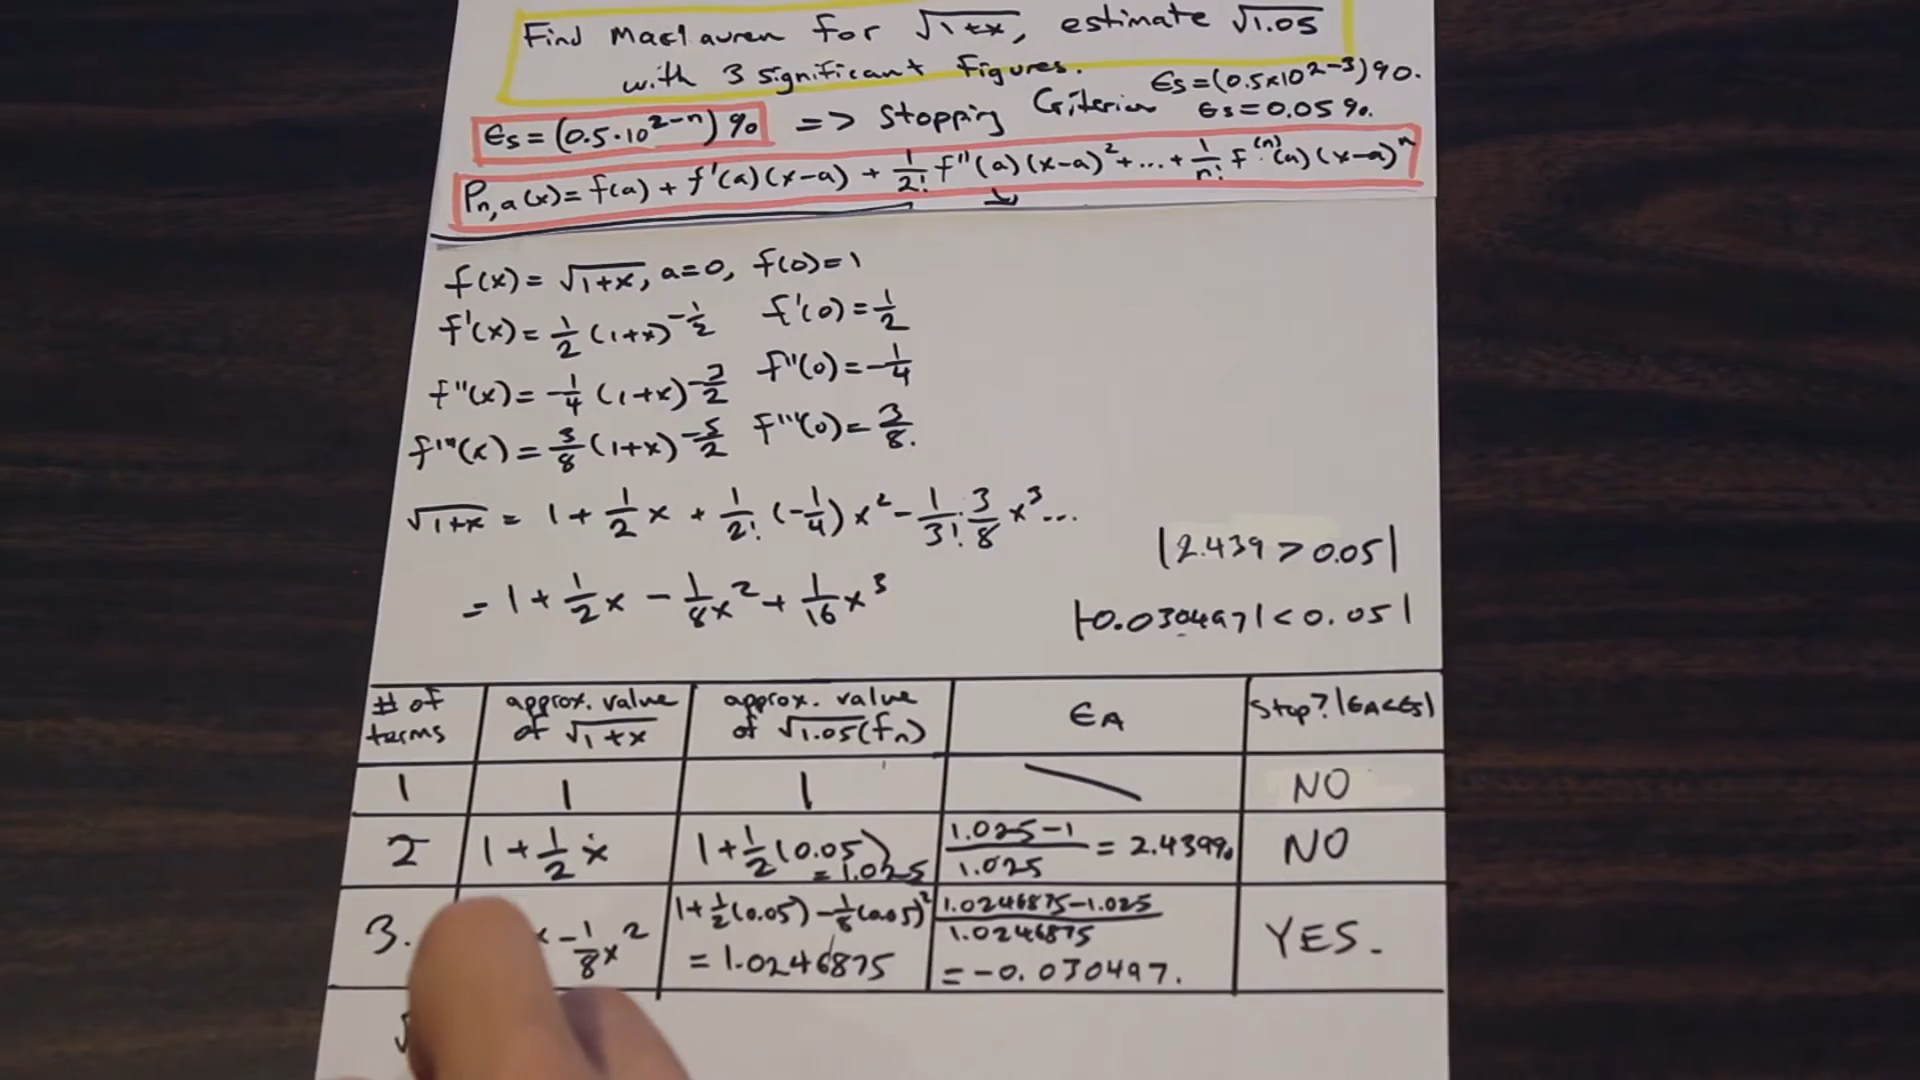 Find Maclauren for √1+x, estimate √1.05
with 3 significant Figures.
ϵs=(0.5×10^2-3)%.
ϵs=(0.5·10^2-n)% => Stopping Criterion
ϵs=0.05%.
Pn,a(x)=f(a)+f'(a)(x-a)+1/2! f''(a)(x-a)^2+...+1/n! f^(n)(a)(x-a)^n
f(x)=√1+x, a=0, f(0)=1
f'(x)=1/2(1+x)^-1/2 f'(0)=1/2
f''(x)=-1/4(1+x)^-3/2 f''(0)=-1/4
f'''(x)=3/8(1+x)^-5/2 f'''(0)=3/8.
√1+x = 1+1/2x+1/2!(-1/4)x^2-1/3!·3/8x^3...
|2.439>0.05|
=1+1/2x-1/8x^2+1/16x^3
|-0.030497|<0.05|
# of terms
approx. value of √1+x
approx. value of √1.05(fn)
ϵA
Stop?|ϵA<ϵs|
1 1 1 NO
2 1+1/2x 1+1/2(0.05) =1.025 1.025-1/1.025=2.439% NO
3. x-1/8x^2 1+1/2(0.05)-1/8(0.05)^2 =1.0246875 1.0246875-1.025/1.0246875 =-0.030497. YES.